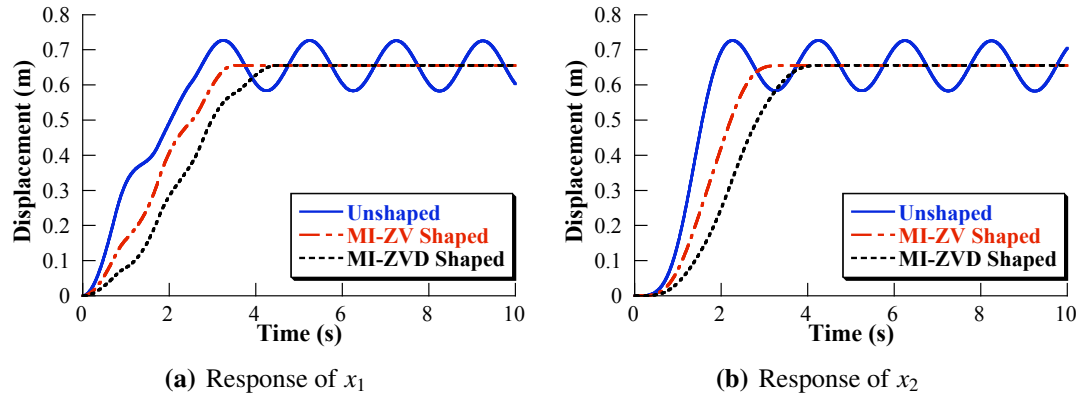 Displacement (m)
0.8
0.7
0.6
0.5
0.4
0.3
0.2
0.1
0
Unshaped
MI-ZV Shaped
MI-ZVD Shaped
0 2 4 6 8 10
Time (s)
(a) Response of x₁
Displacement (m)
0.8
0.7
0.6
0.5
0.4
0.3
0.2
0.1
0
Unshaped
MI-ZV Shaped
MI-ZVD Shaped
0 2 4 6 8 10
Time (s)
(b) Response of x₂